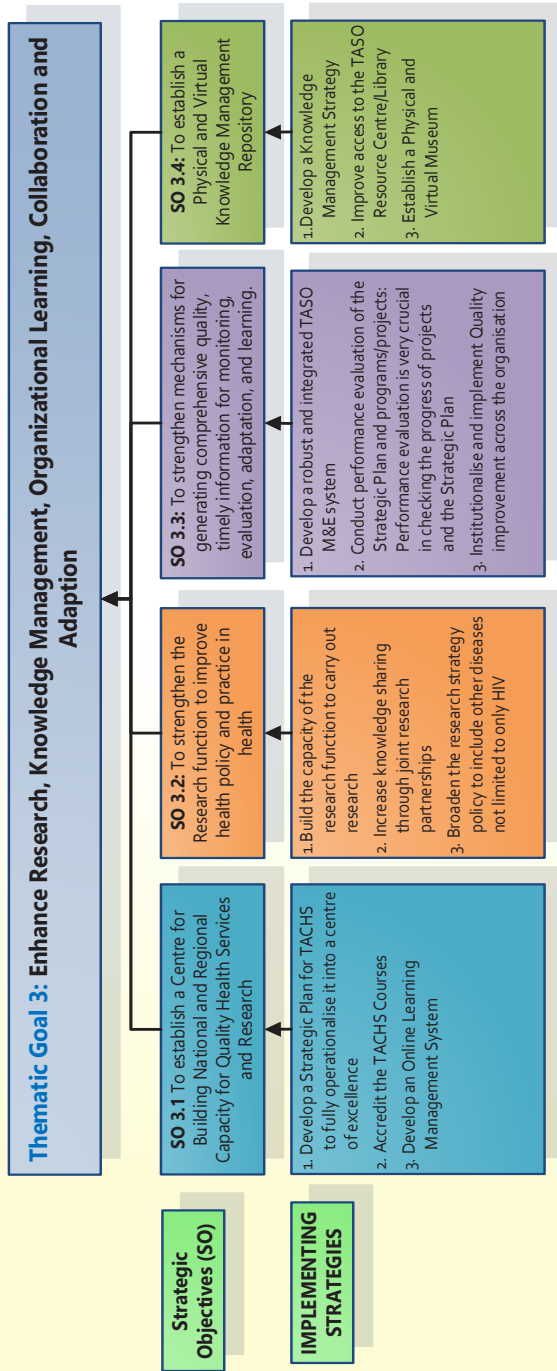 Thematic Goal 3: Enhance Research, Knowledge Management, Organizational Learning, Collaboration and
Adaption
Strategic
Objectives (SO)
SO 3.1 To establish a Centre for
Building National and Regional
Capacity for Quality Health Services
and Research
SO 3.2: To strengthen the
Research function to improve
health policy and practice in
health
SO 3.3: To strengthen mechanisms for
generating comprehensive quality,
timely information for monitoring,
evaluation, adaptation, and learning.
SO 3.4: To establish a
Physical and Virtual
Knowledge Management
Repository
IMPLEMENTING
STRATEGIES
1. Develop a Strategic Plan for TACHS
to fully operationalise it into a centre
of excellence
2. Accredit the TACHS Courses
3. Develop an Online Learning
Management System
1. Build the capacity of the
research function to carry out
research
2. Increase knowledge sharing
through joint research
partnerships
3. Broaden the research strategy
policy to include other diseases
not limited to only HIV
1. Develop a robust and integrated TASO
M&E system
2. Conduct performance evaluation of the
Strategic Plan and programs/projects:
Performance evaluation is very crucial
in checking the progress of projects
and the Strategic Plan
3. Institutionalise and implement Quality
improvement across the organisation
1. Develop a Knowledge
Management Strategy
2. Improve access to the TASO
Resource Centre/Library
3. Establish a Physical and
Virtual Museum